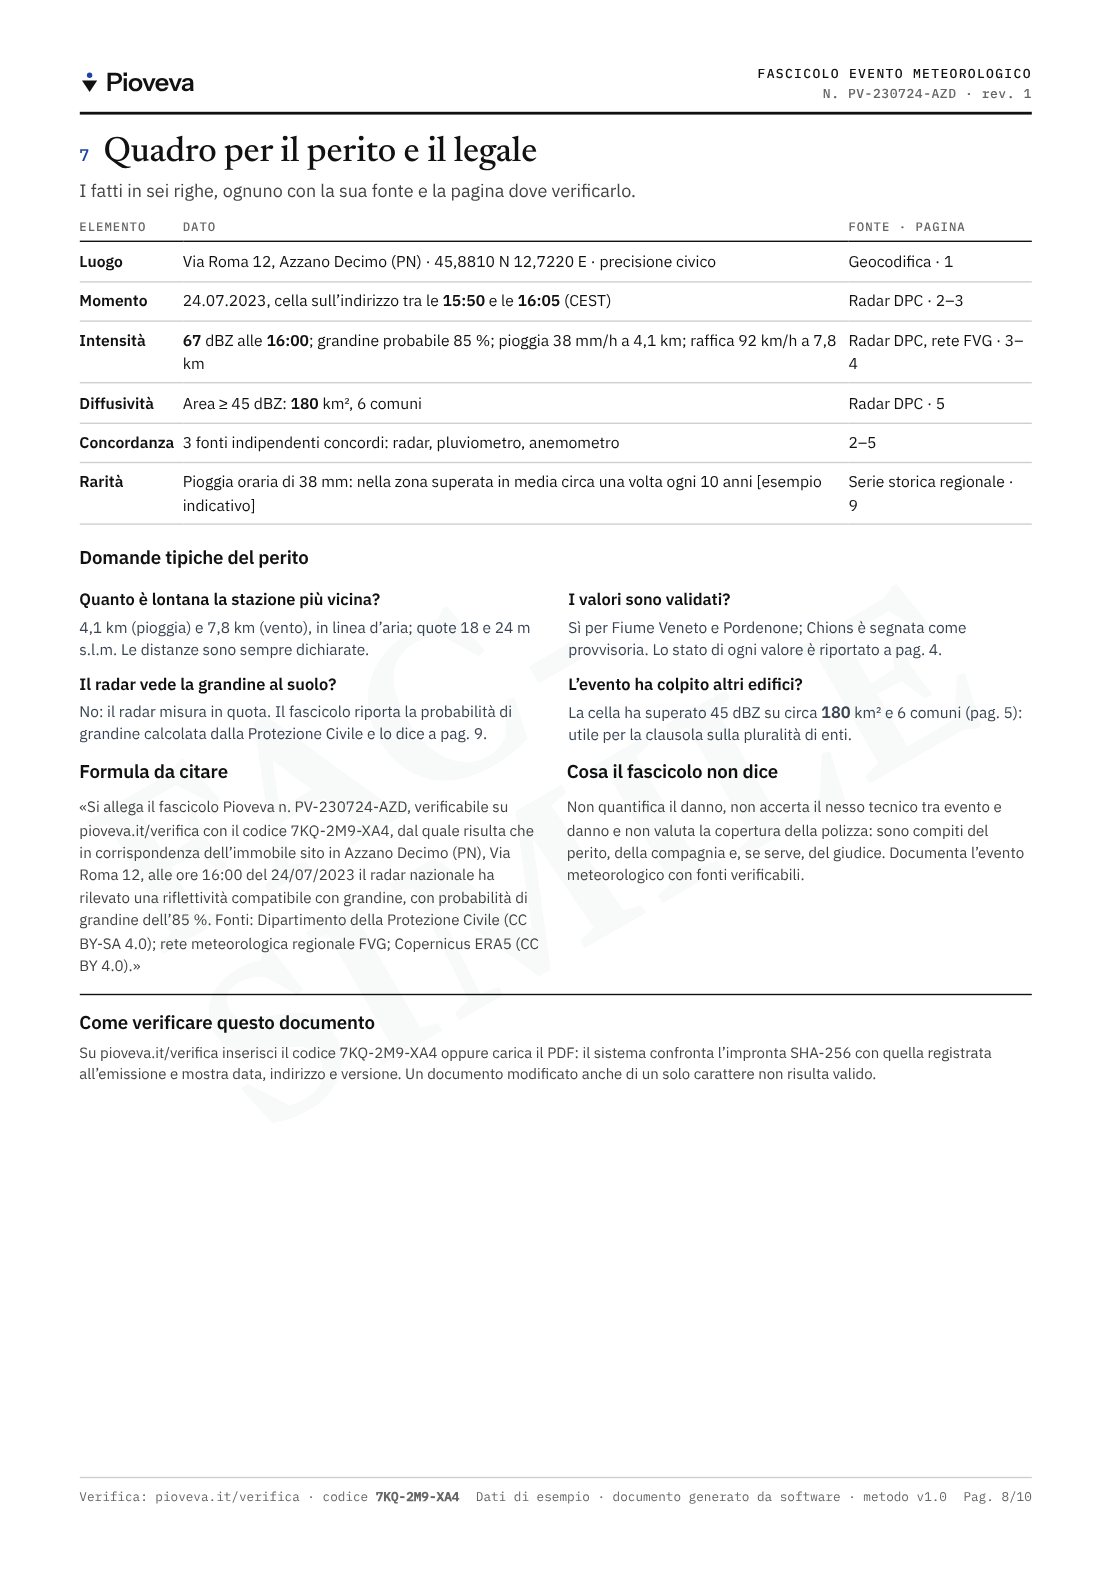 Pioveva
FASCICOLO EVENTO METEOROLOGICO
N. PV-230724-AZD · rev. 1
7 Quadro per il perito e il legale
I fatti in sei righe, ognuno con la sua fonte e la pagina dove verificarlo.
ELEMENTO DATO FONTE · PAGINA
Luogo Via Roma 12, Azzano Decimo (PN) · 45,8810 N 12,7220 E · precisione civico Geocodifica · 1
Momento 24.07.2023, cella sull’indirizzo tra le 15:50 e le 16:05 (CEST) Radar DPC · 2–3
Intensità 67 dBZ alle 16:00; grandine probabile 85 %; pioggia 38 mm/h a 4,1 km; raffica 92 km/h a 7,8 Radar DPC, rete FVG · 3–
km 4
Diffusività Area ≥ 45 dBZ: 180 km², 6 comuni Radar DPC · 5
Concordanza 3 fonti indipendenti concordi: radar, pluviometro, anemometro 2–5
Rarità Pioggia oraria di 38 mm: nella zona superata in media circa una volta ogni 10 anni [esempio Serie storica regionale ·
indicativo] 9
Domande tipiche del perito
Quanto è lontana la stazione più vicina?
4,1 km (pioggia) e 7,8 km (vento), in linea d’aria; quote 18 e 24 m
s.l.m. Le distanze sono sempre dichiarate.
I valori sono validati?
Sì per Fiume Veneto e Pordenone; Chions è segnata come
provvisoria. Lo stato di ogni valore è riportato a pag. 4.
Il radar vede la grandine al suolo?
No: il radar misura in quota. Il fascicolo riporta la probabilità di
grandine calcolata dalla Protezione Civile e lo dice a pag. 9.
L’evento ha colpito altri edifici?
La cella ha superato 45 dBZ su circa 180 km² e 6 comuni (pag. 5):
utile per la clausola sulla pluralità di enti.
Formula da citare
«Si allega il fascicolo Pioveva n. PV-230724-AZD, verificabile su
pioveva.it/verifica con il codice 7KQ-2M9-XA4, dal quale risulta che
in corrispondenza dell’immobile sito in Azzano Decimo (PN), Via
Roma 12, alle ore 16:00 del 24/07/2023 il radar nazionale ha
rilevato una riflettività compatibile con grandine, con probabilità di
grandine dell’85 %. Fonti: Dipartimento della Protezione Civile (CC
BY-SA 4.0); rete meteorologica regionale FVG; Copernicus ERA5 (CC
BY 4.0).»
Cosa il fascicolo non dice
Non quantifica il danno, non accerta il nesso tecnico tra evento e
danno e non valuta la copertura della polizza: sono compiti del
perito, della compagnia e, se serve, del giudice. Documenta l’evento
meteorologico con fonti verificabili.
Come verificare questo documento
Su pioveva.it/verifica inserisci il codice 7KQ-2M9-XA4 oppure carica il PDF: il sistema confronta l’impronta SHA-256 con quella registrata
all’emissione e mostra data, indirizzo e versione. Un documento modificato anche di un solo carattere non risulta valido.
FAC-
SIMILE
Verifica: pioveva.it/verifica · codice 7KQ-2M9-XA4 Dati di esempio · documento generato da software · metodo v1.0 Pag. 8/10